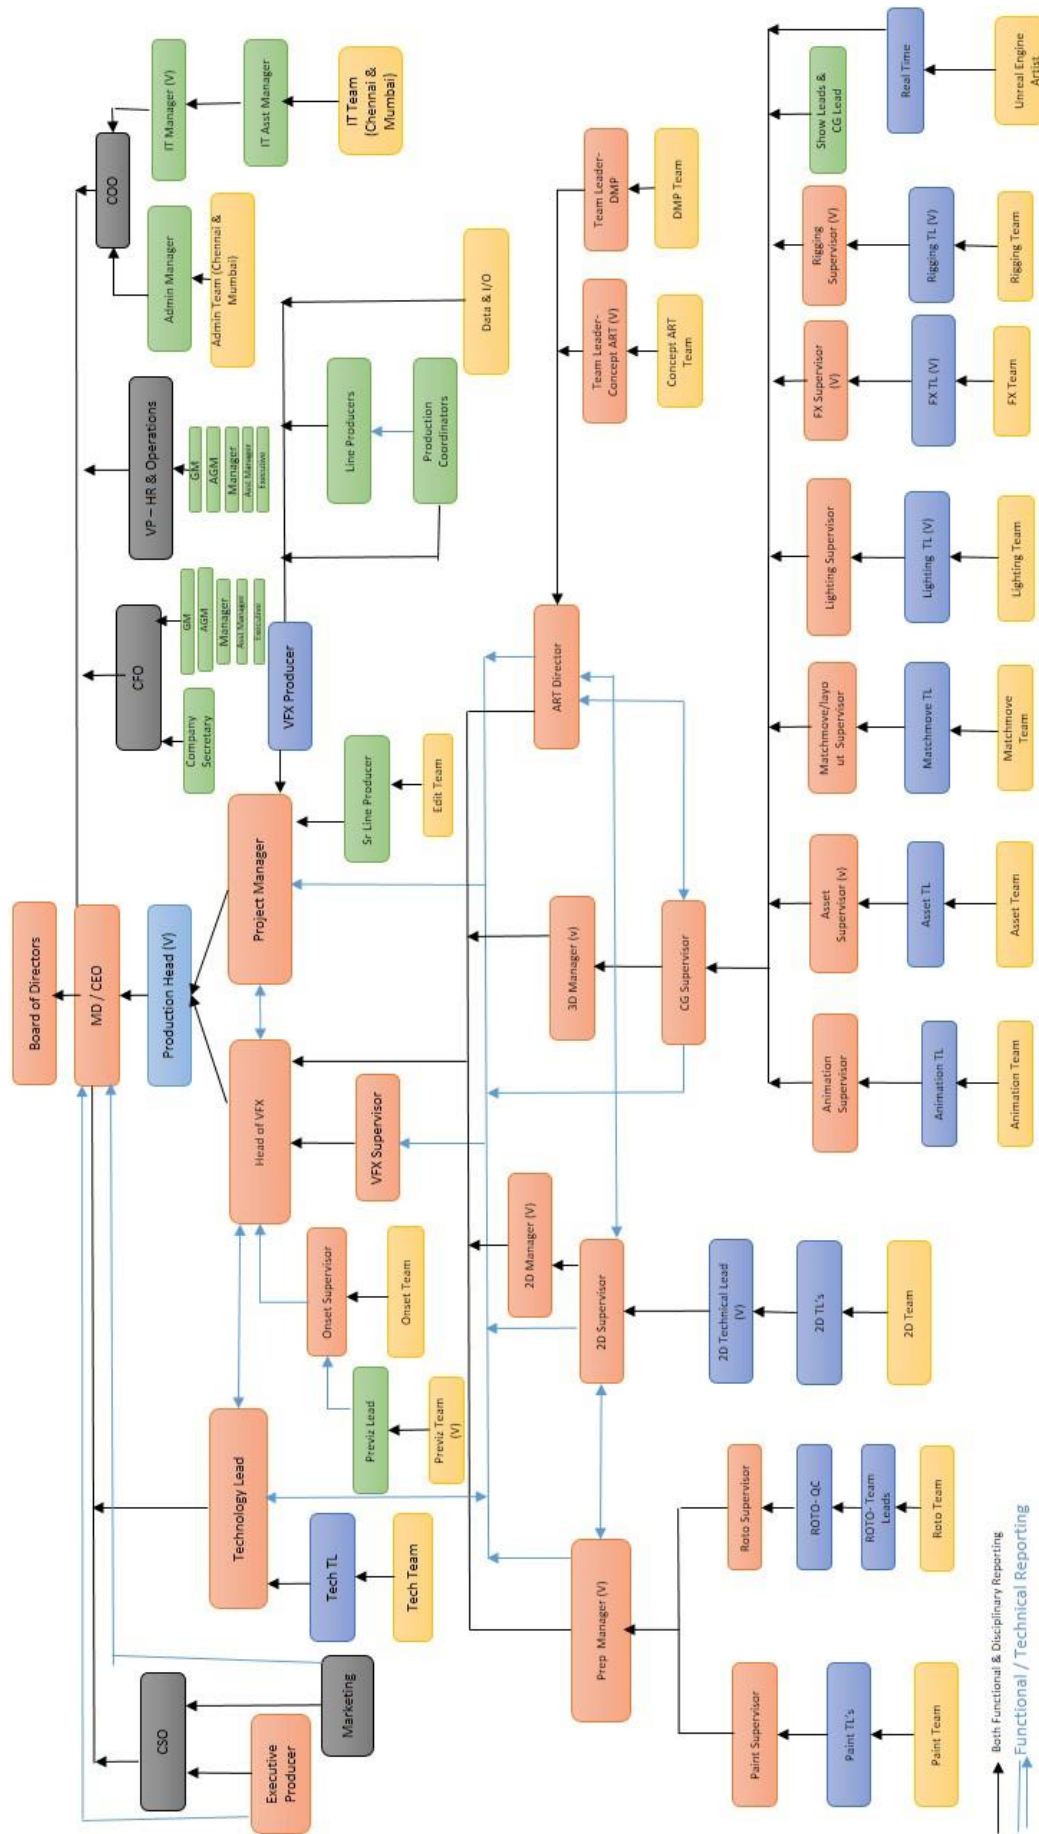 Board of Directors
MD / CEO
Production Head (V)
CSO
Executive
Producer
Marketing
Technology Lead
Tech TL
Tech Team
Head of VFX
Project Manager
VFX Supervisor
Onset Supervisor
Onset Team
Previz Lead
Previz Team
(V)
Sr Line Producer
Edit Team
VFX Producer
CFO
Company
Secretary
GM
AGM
Manager
Asst Manager
Executive
VP – HR & Operations
GM
AGM
Manager
Asst Manager
Executive
COO
Admin Manager
Admin Team (Chennai &
Mumbai)
IT Manager (V)
IT Asst Manager
IT Team
(Chennai &
Mumbai)
Line Producers
Production
Coordinators
Data & I/O
2D Manager (V)
3D Manager (v)
Prep Manager (V)
2D Supervisor
CG Supervisor
ART Director
Team Leader-
Concept ART (V)
Concept ART
Team
Team Leader-
DMP
DMP Team
Paint Supervisor
Paint TL's
Paint Team
Roto Supervisor
ROTO- QC
ROTO- Team
Leads
Roto Team
2D Technical Lead
(V)
2D TL's
2D Team
Animation
Supervisor
Animation TL
Animation Team
Asset
Supervisor (v)
Asset TL
Asset Team
Matchmove/layo
ut Supervisor
Matchmove TL
Matchmove
Team
Lighting Supervisor
Lighting TL (V)
Lighting Team
FX Supervisor
(V)
FX TL (V)
FX Team
Rigging
Supervisor (V)
Rigging TL (V)
Rigging Team
Show Leads &
CG Lead
Real Time
Unreal Engine
Artist
Both Functional & Disciplinary Reporting
Functional / Technical Reporting